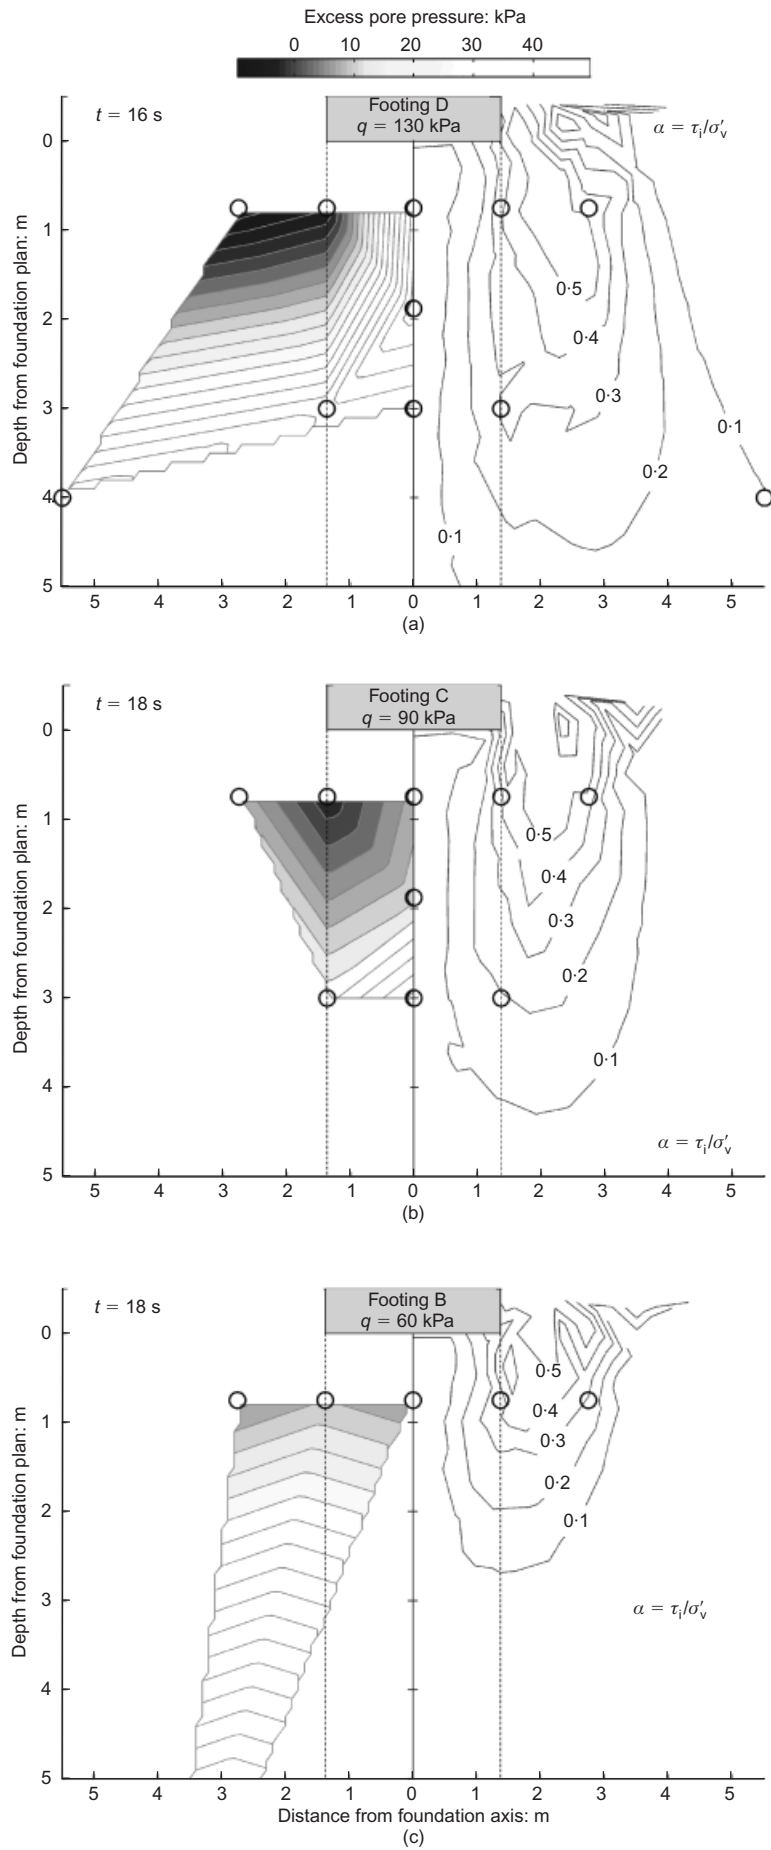 Excess pore pressure: kPa
0 10 20 30 40
t = 16 s
Footing D
q = 130 kPa
α = τi/σ′v
Depth from foundation plan: m
0
1
2
3
4
5
0·5
0·4
0·3
0·2
0·1
0·1
5 4 3 2 1 0 1 2 3 4 5
(a)
t = 18 s
Footing C
q = 90 kPa
Depth from foundation plan: m
0
1
2
3
4
5
0·5
0·4
0·3
0·2
0·1
α = τi/σ′v
5 4 3 2 1 0 1 2 3 4 5
(b)
t = 18 s
Footing B
q = 60 kPa
Depth from foundation plan: m
0
1
2
3
4
5
0·5
0·4
0·3
0·2
0·1
α = τi/σ′v
5 4 3 2 1 0 1 2 3 4 5
Distance from foundation axis: m
(c)